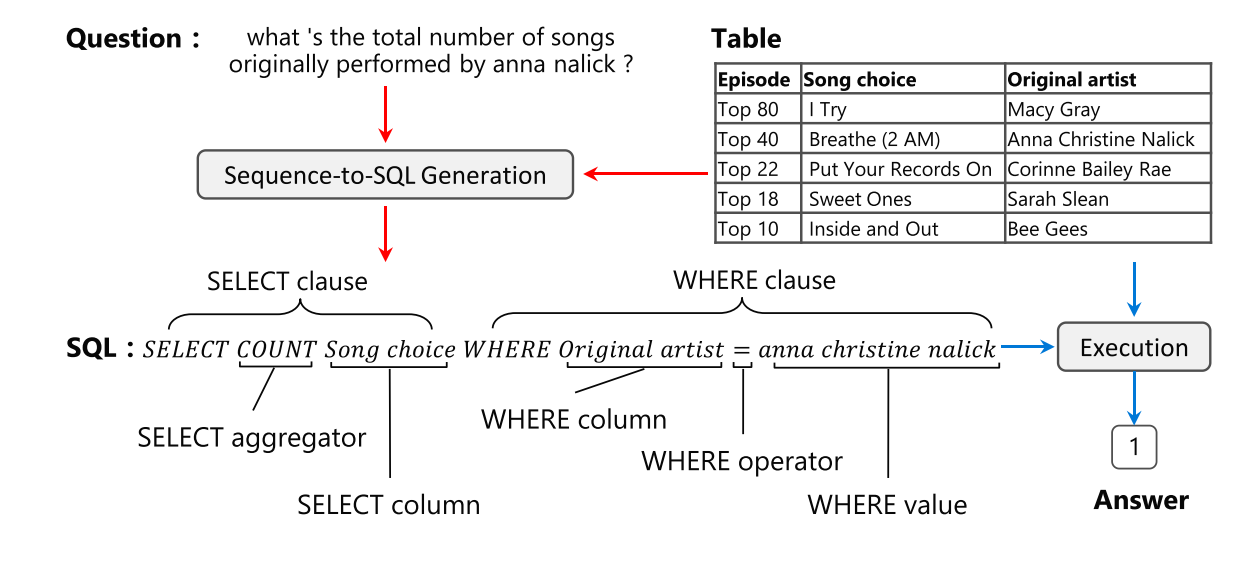 Question :
what 's the total number of songs
originally performed by anna nalick ?
Table
Episode Song choice Original artist
Top 80 I Try Macy Gray
Top 40 Breathe (2 AM) Anna Christine Nalick
Top 22 Put Your Records On Corinne Bailey Rae
Top 18 Sweet Ones Sarah Slean
Top 10 Inside and Out Bee Gees
Sequence-to-SQL Generation
SELECT clause
WHERE clause
SQL : SELECT COUNT Song choice WHERE Original artist = anna christine nalick
Execution
SELECT aggregator
WHERE column
WHERE operator
SELECT column
WHERE value
1
Answer